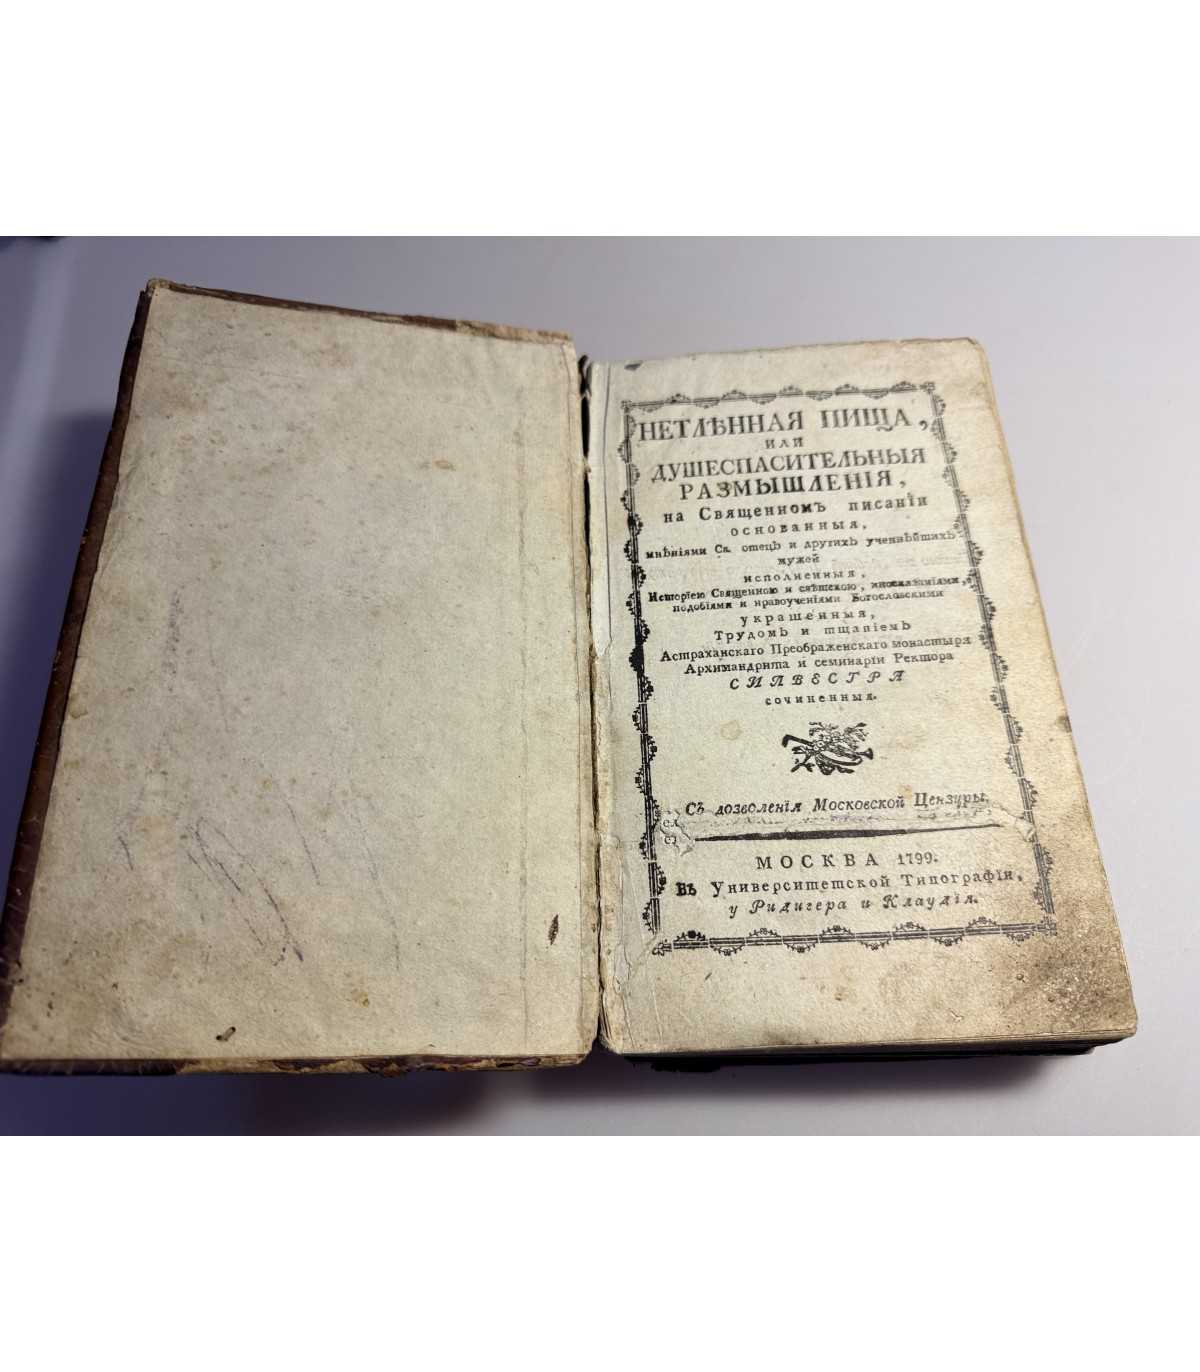 НЕТЛѢННАЯ ПИЩА,
ИЛИ
ДУШЕСПАСИТЕЛЬНЫЯ
РАЗМЫШЛЕНІЯ,
на Священномъ писаніи
основанныя,
мнѣніями Св. отецъ и другихъ ученнѣйшихъ
мужей
исполненныя,
Исторіею Священною и свѣтскою, иносказаніями,
подобіями и нравоученіями Богословскими
украшенныя,
Трудомъ и тщаніемъ
Астраханскаго Преображенскаго монастыря
Архимандрита и семинаріи Ректора
СИЛВЕСТРА
сочиненныя.
Съ дозволенія Московской Цензуры.
МОСКВА 1799.
Въ Университетской Типографіи,
у Ридигера и Клаудія.